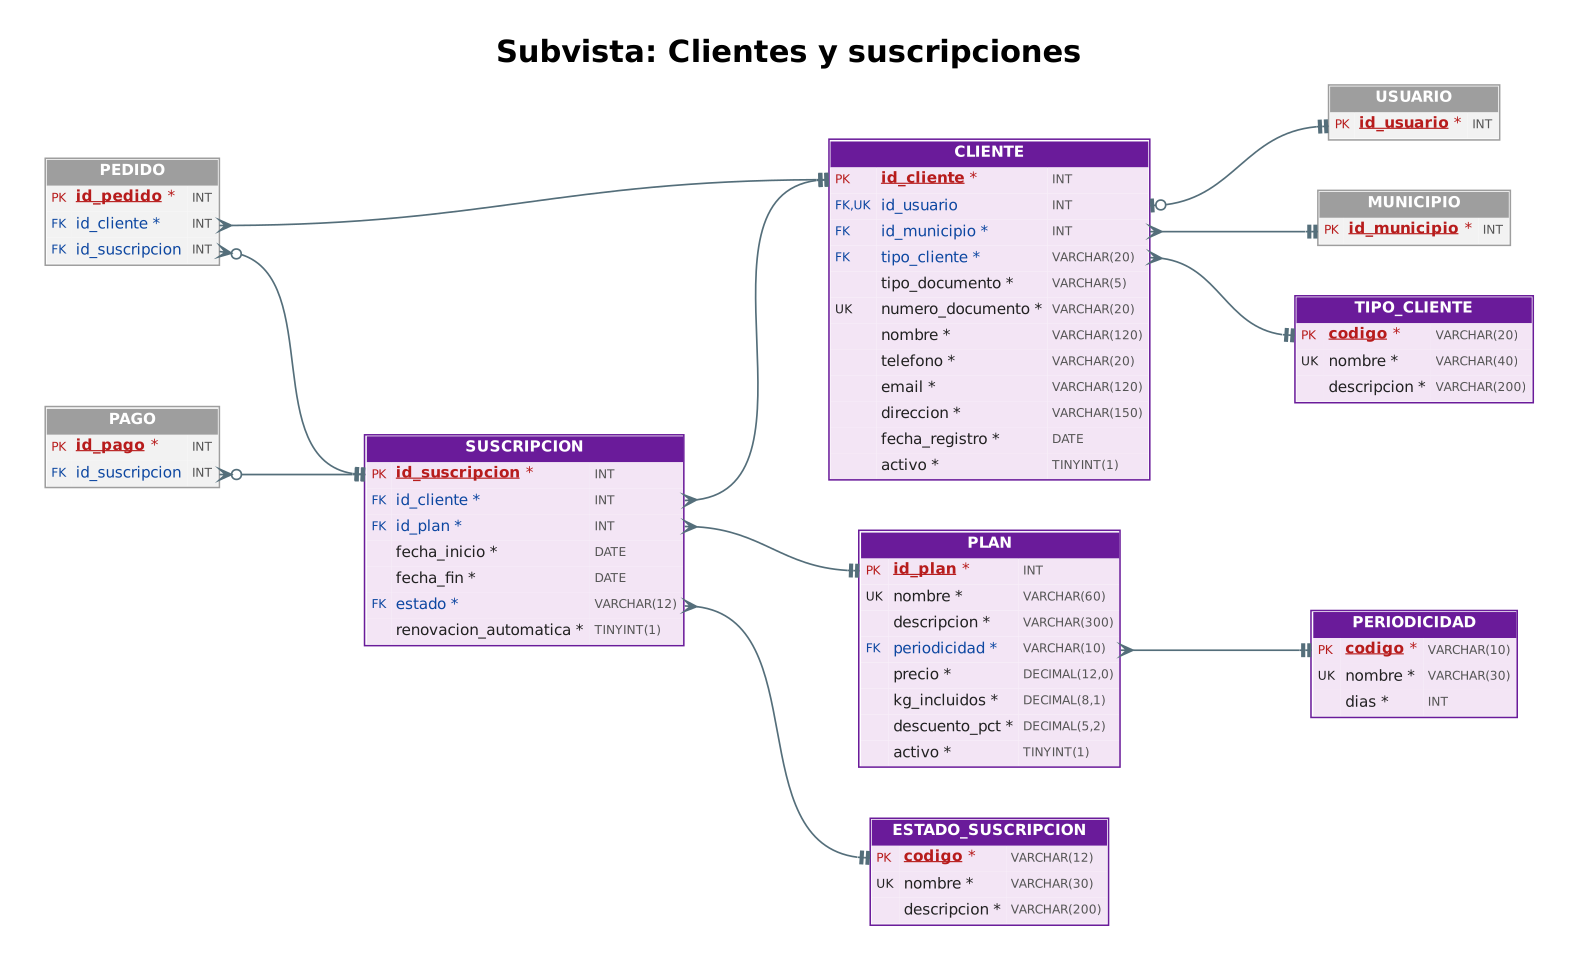 Subvista: Clientes y suscripciones
PEDIDO
PK id_pedido * INT
FK id_cliente * INT
FK id_suscripcion INT
PAGO
PK id_pago * INT
FK id_suscripcion INT
SUSCRIPCION
PK id_suscripcion * INT
FK id_cliente * INT
FK id_plan * INT
fecha_inicio * DATE
fecha_fin * DATE
FK estado * VARCHAR(12)
renovacion_automatica * TINYINT(1)
CLIENTE
PK id_cliente * INT
FK,UK id_usuario INT
FK id_municipio * INT
FK tipo_cliente * VARCHAR(20)
tipo_documento * VARCHAR(5)
UK numero_documento * VARCHAR(20)
nombre * VARCHAR(120)
telefono * VARCHAR(20)
email * VARCHAR(120)
direccion * VARCHAR(150)
fecha_registro * DATE
activo * TINYINT(1)
PLAN
PK id_plan * INT
UK nombre * VARCHAR(60)
descripcion * VARCHAR(300)
FK periodicidad * VARCHAR(10)
precio * DECIMAL(12,0)
kg_incluidos * DECIMAL(8,1)
descuento_pct * DECIMAL(5,2)
activo * TINYINT(1)
ESTADO_SUSCRIPCION
PK codigo * VARCHAR(12)
UK nombre * VARCHAR(30)
descripcion * VARCHAR(200)
USUARIO
PK id_usuario * INT
MUNICIPIO
PK id_municipio * INT
TIPO_CLIENTE
PK codigo * VARCHAR(20)
UK nombre * VARCHAR(40)
descripcion * VARCHAR(200)
PERIODICIDAD
PK codigo * VARCHAR(10)
UK nombre * VARCHAR(30)
dias * INT